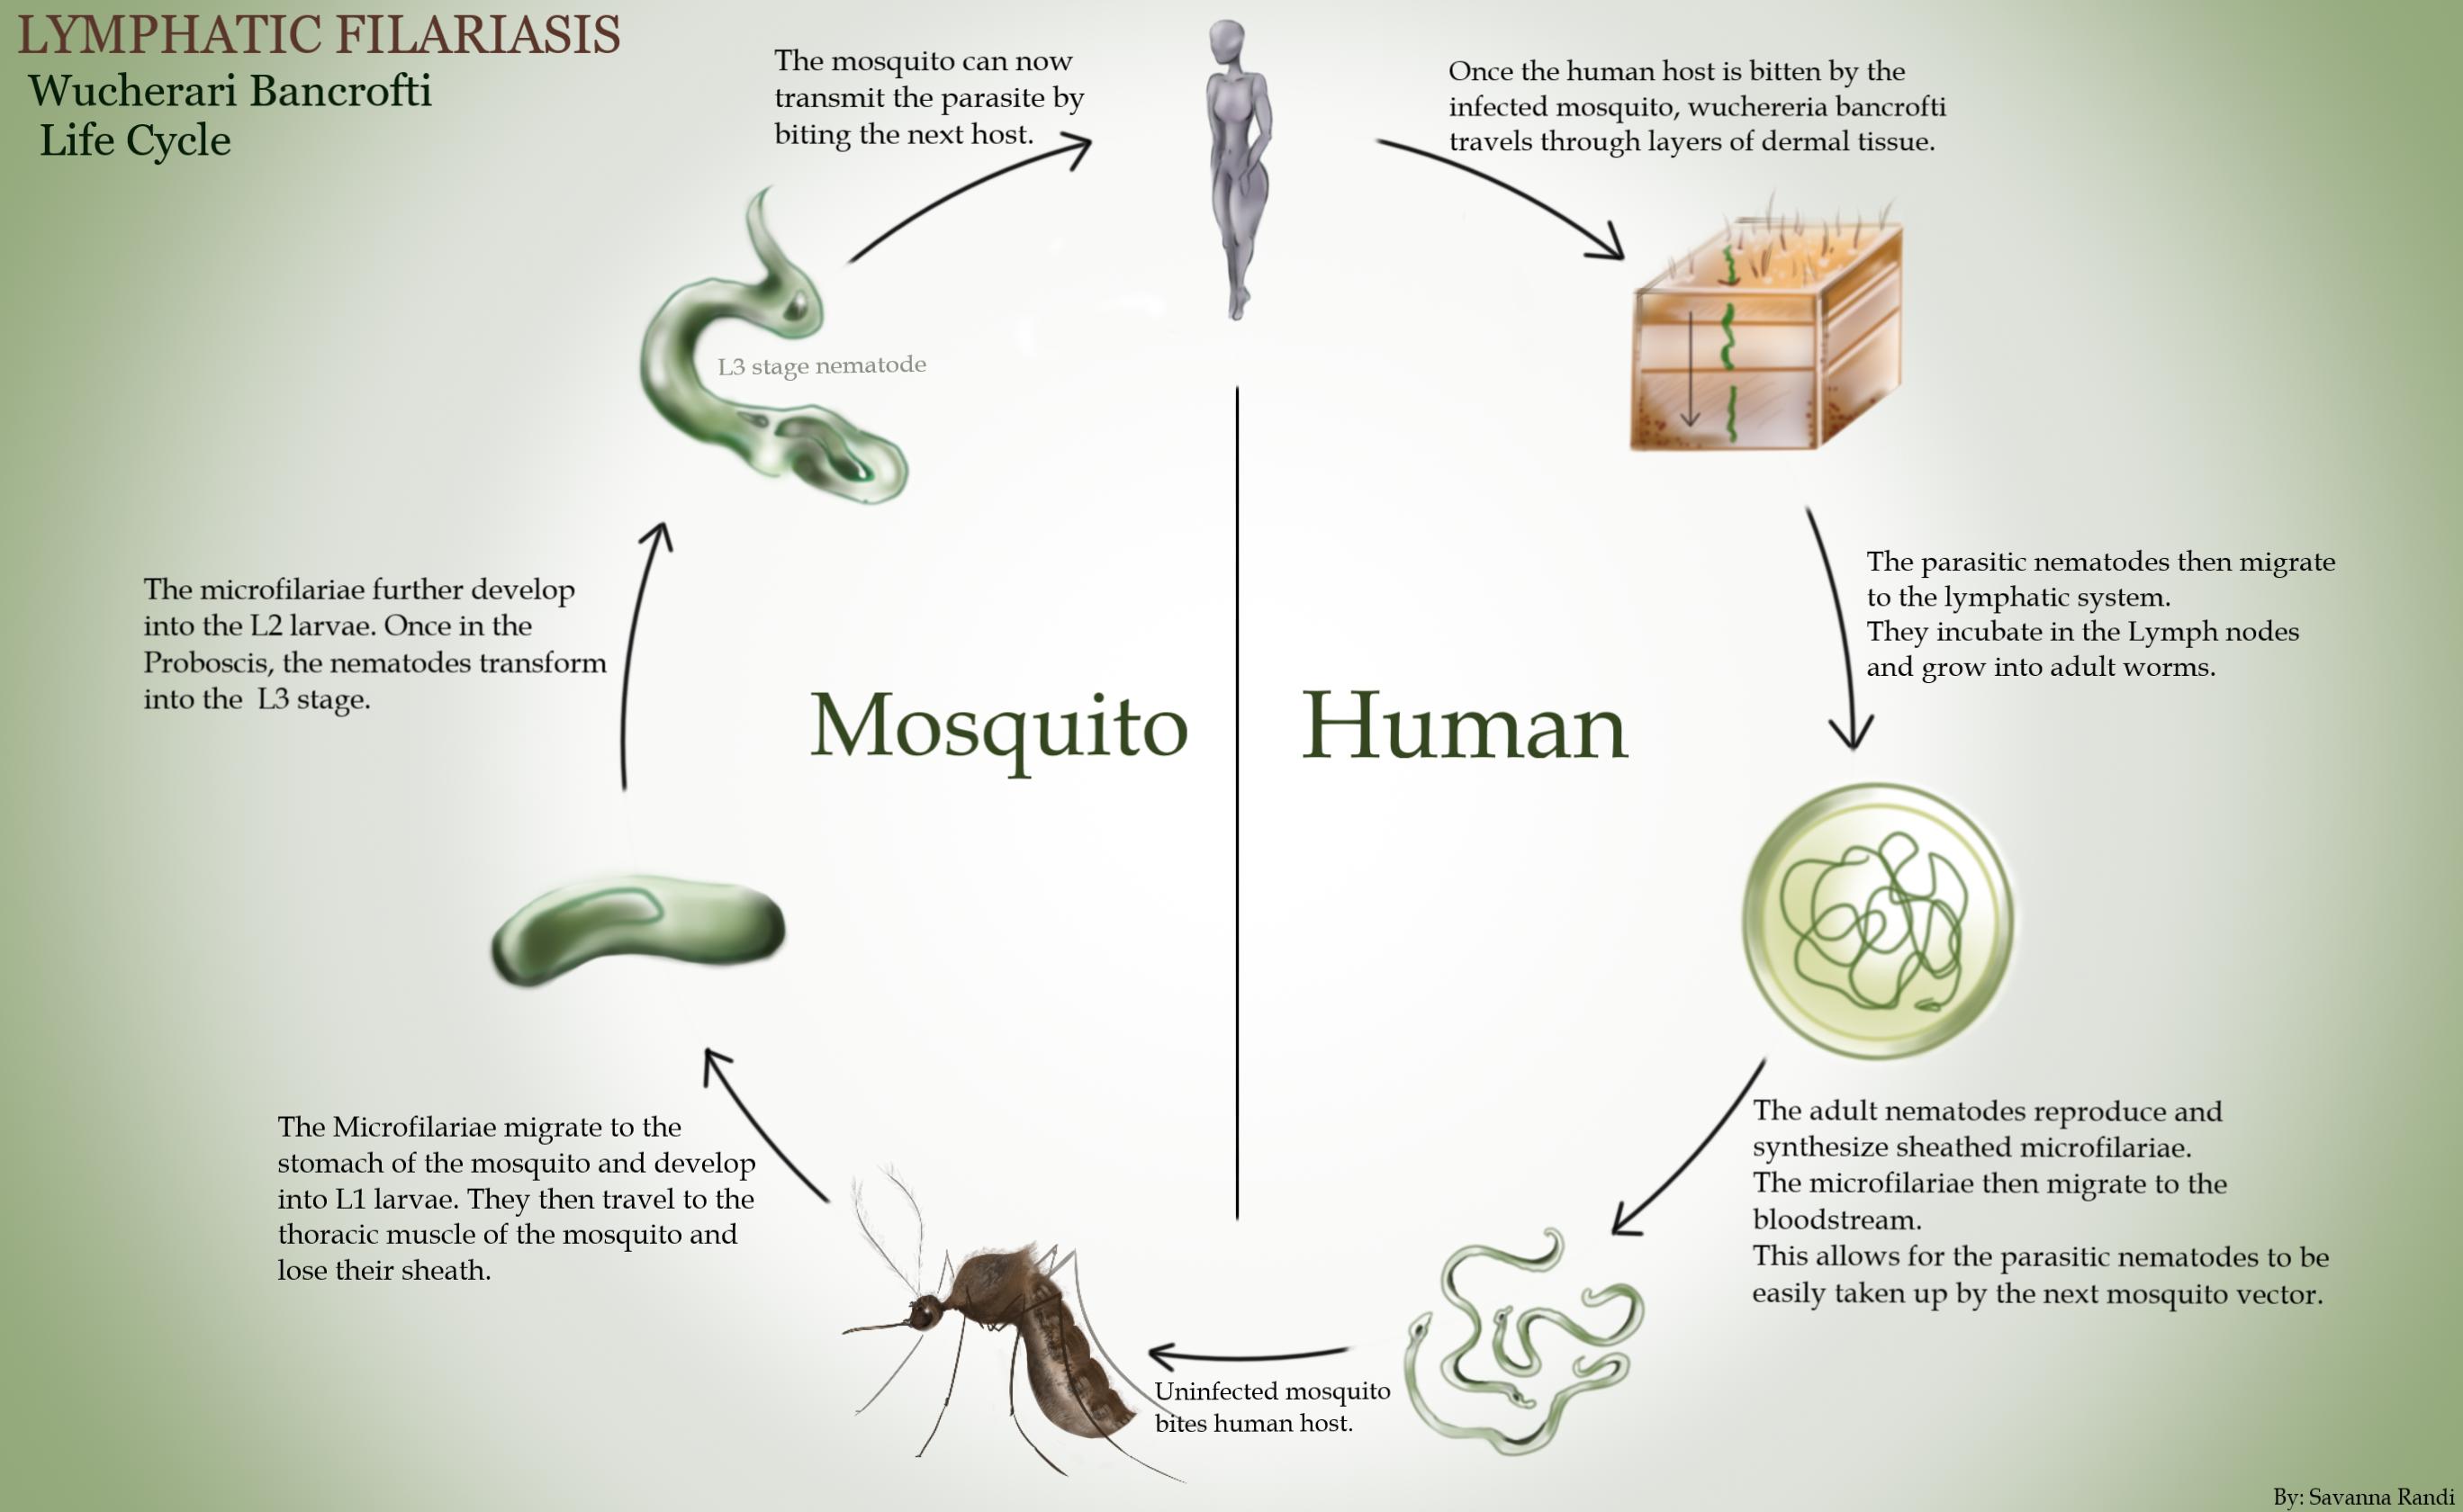 LYMPHATIC FILARIASIS
Wucherari Bancrofti
Life Cycle
The mosquito can now
transmit the parasite by
biting the next host.
Once the human host is bitten by the
infected mosquito, wuchereria bancrofti
travels through layers of dermal tissue.
L3 stage nematode
The parasitic nematodes then migrate
to the lymphatic system.
They incubate in the Lymph nodes
and grow into adult worms.
The microfilariae further develop
into the L2 larvae. Once in the
Proboscis, the nematodes transform
into the L3 stage.
Mosquito
Human
The adult nematodes reproduce and
synthesize sheathed microfilariae.
The microfilariae then migrate to the
bloodstream.
This allows for the parasitic nematodes to be
easily taken up by the next mosquito vector.
The Microfilariae migrate to the
stomach of the mosquito and develop
into L1 larvae. They then travel to the
thoracic muscle of the mosquito and
lose their sheath.
Uninfected mosquito
bites human host.
By: Savanna Randi